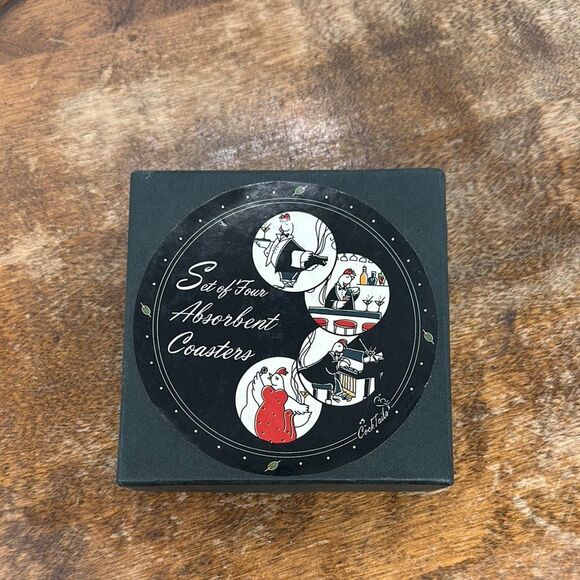 Set of Four
Absorbent
Coasters
CockTails